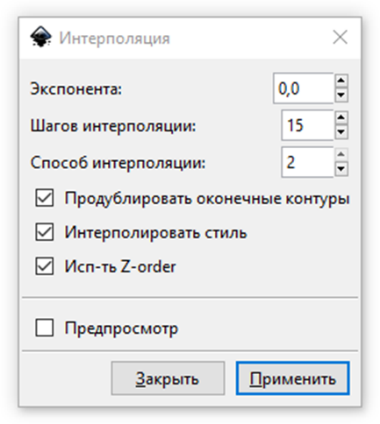 Интерполяция
Экспонента: 0,0
Шагов интерполяции: 15
Способ интерполяции: 2
Продублировать оконечные контуры
Интерполировать стиль
Исп-ть Z-order
Предпросмотр
Закрыть Применить